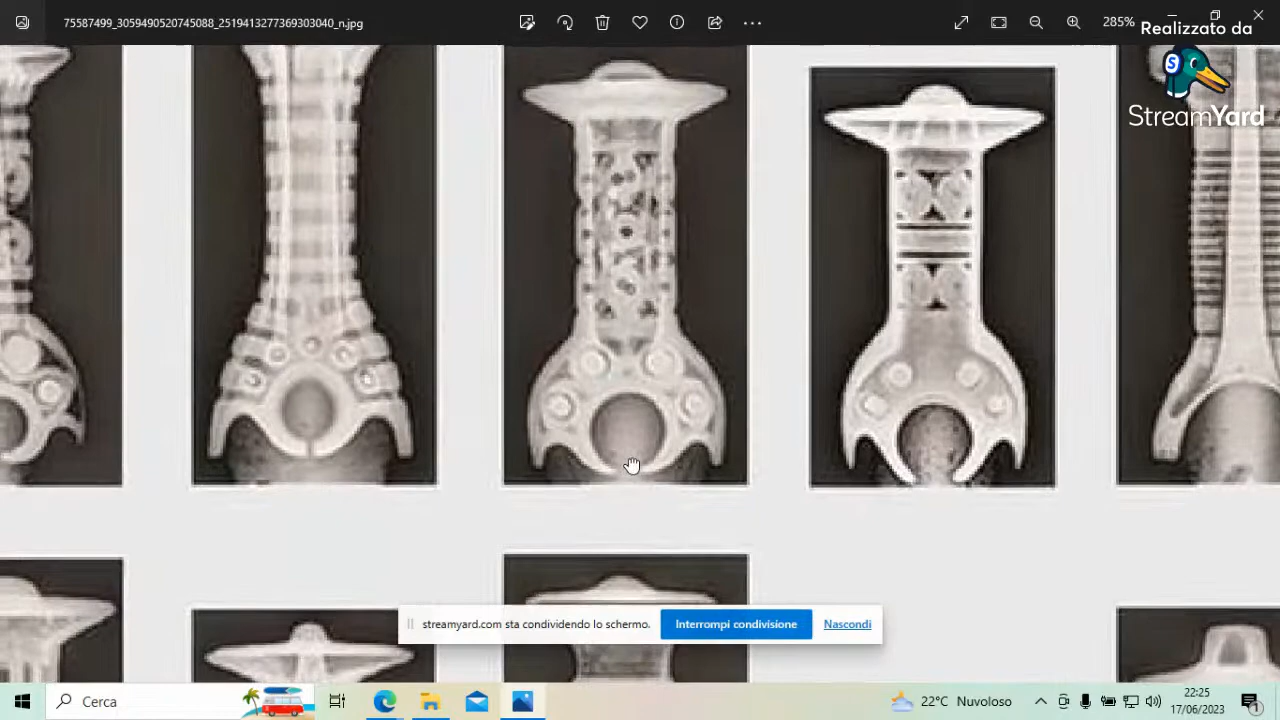 75587499_3059490520745088_2519413277369303040_n.jpg
285%
Realizzato da
StreamYard
streamyard.com sta condividendo lo schermo.
Interrompi condivisione
Nascondi
Cerca
22°C Nuvoloso
22:25
17/06/2023
1